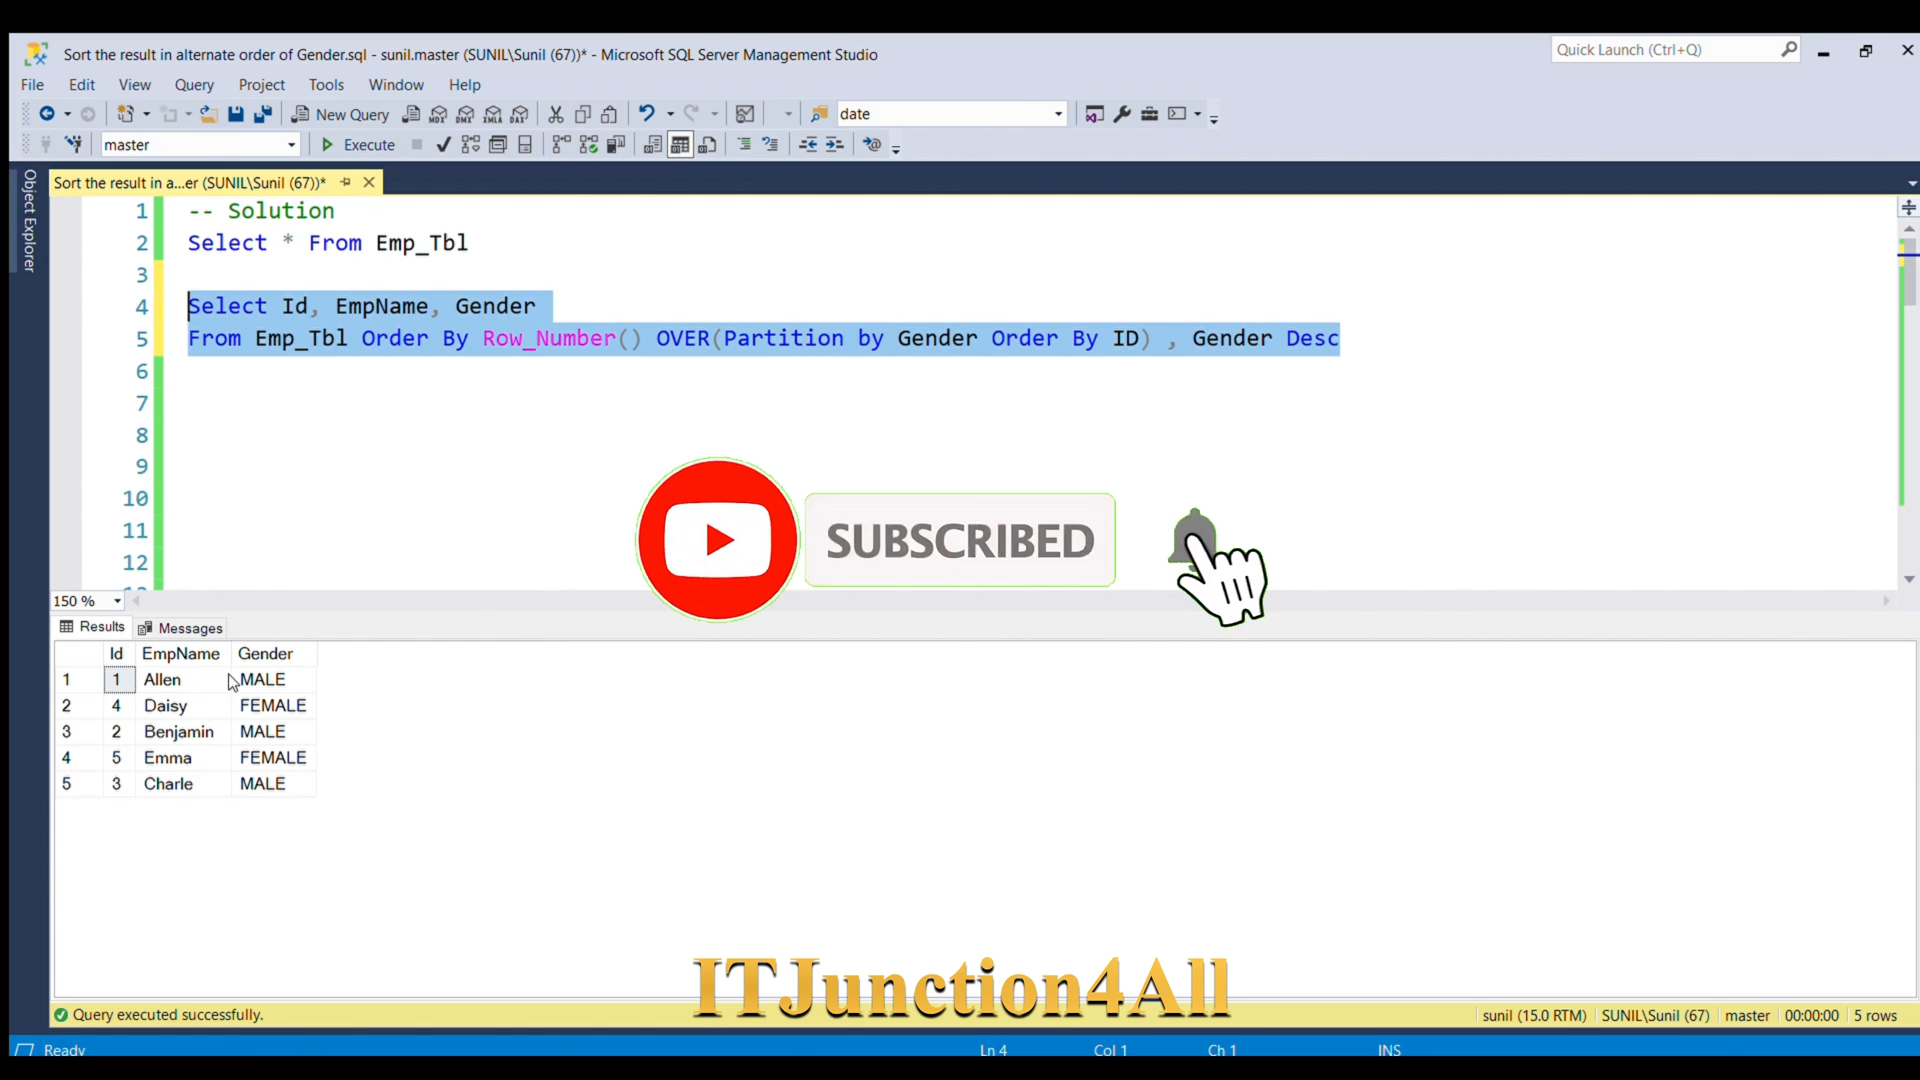 Sort the result in alternate order of Gender.sql - sunil.master (SUNIL\Sunil (67))* - Microsoft SQL Server Management Studio
Quick Launch (Ctrl+Q)
File Edit View Query Project Tools Window Help
New Query
MDX DMX XMLA DAX
date
master
Execute
Object Explorer
Sort the result in a...er (SUNIL\Sunil (67))*
1 -- Solution
2 Select * From Emp_Tbl
3
4 Select Id, EmpName, Gender
5 From Emp_Tbl Order By Row_Number() OVER(Partition by Gender Order By ID) , Gender Desc
6
7
8
9
10
11
12
SUBSCRIBED
150 %
Results Messages
Id EmpName Gender
1 1 Allen MALE
2 4 Daisy FEMALE
3 2 Benjamin MALE
4 5 Emma FEMALE
5 3 Charle MALE
ITJunction4All
Query executed successfully.
sunil (15.0 RTM) SUNIL\Sunil (67) master 00:00:00 5 rows
Ready Ln 4 Col 1 Ch 1 INS